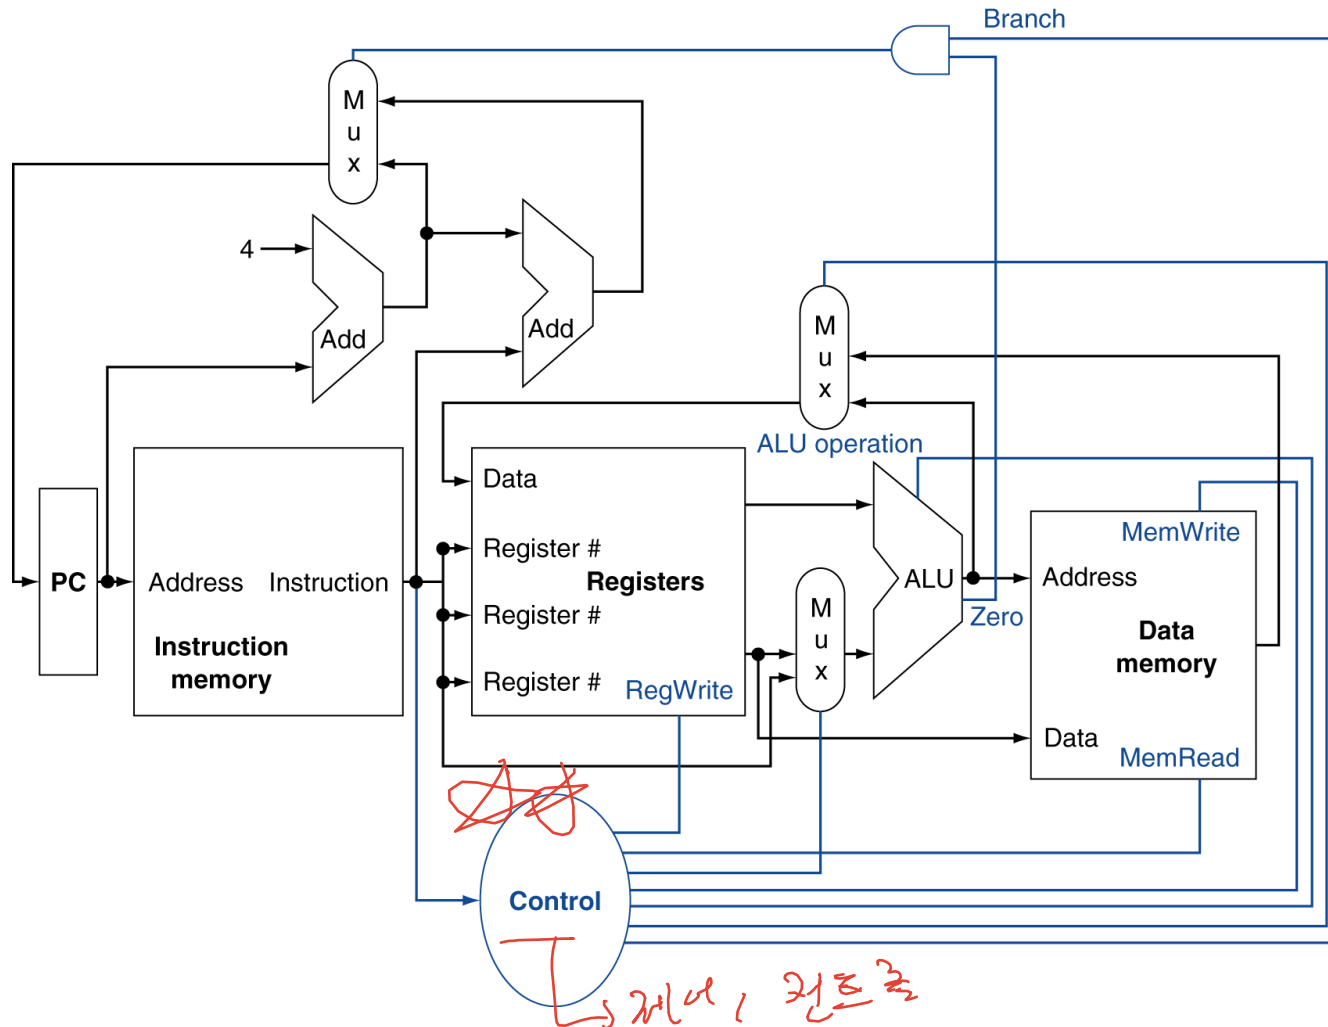 Branch
M
u
x
4
Add
Add
M
u
x
ALU operation
Data
MemWrite
Register #
PC
Address
Instruction
Registers
ALU
Address
M
u
x
Register #
Zero
Instruction
memory
Data
memory
Register #
RegWrite
Data
MemRead
Control
제어, 컨트롤